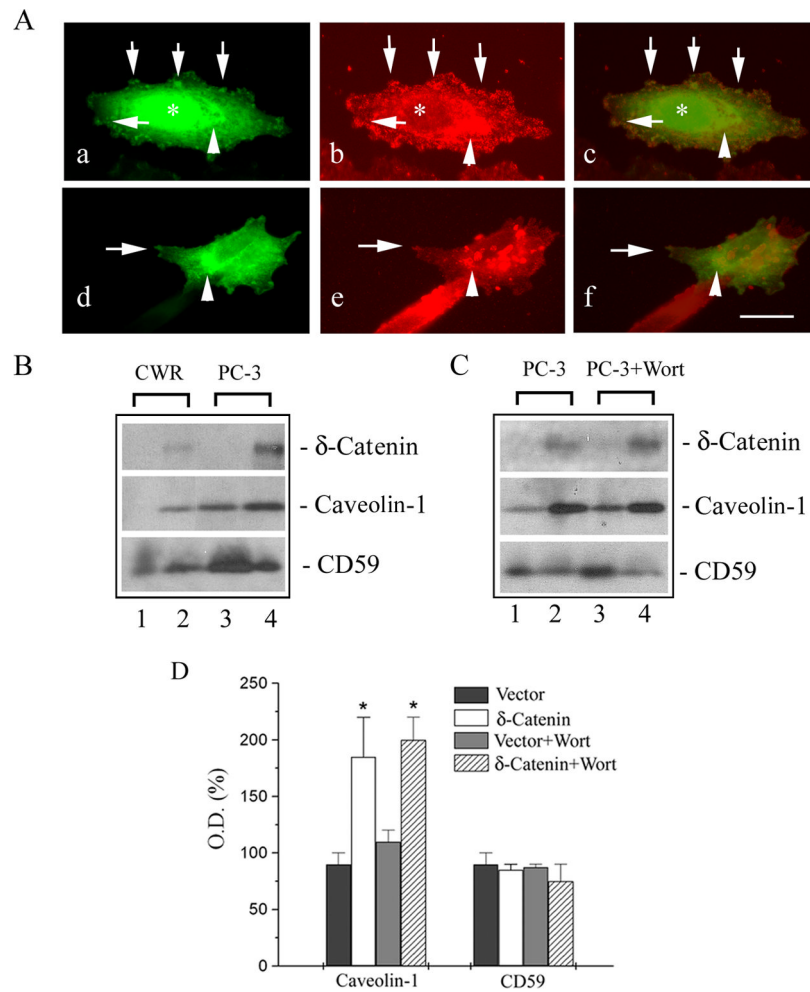 A
* * *
a b c
d e f
B
CWR PC-3
- δ-Catenin
- Caveolin-1
- CD59
1 2 3 4
C
PC-3 PC-3+Wort
- δ-Catenin
- Caveolin-1
- CD59
1 2 3 4
D
O.D. (%)
250
200
150
100
50
0
* *
Vector
δ-Catenin
Vector+Wort
δ-Catenin+Wort
Caveolin-1 CD59